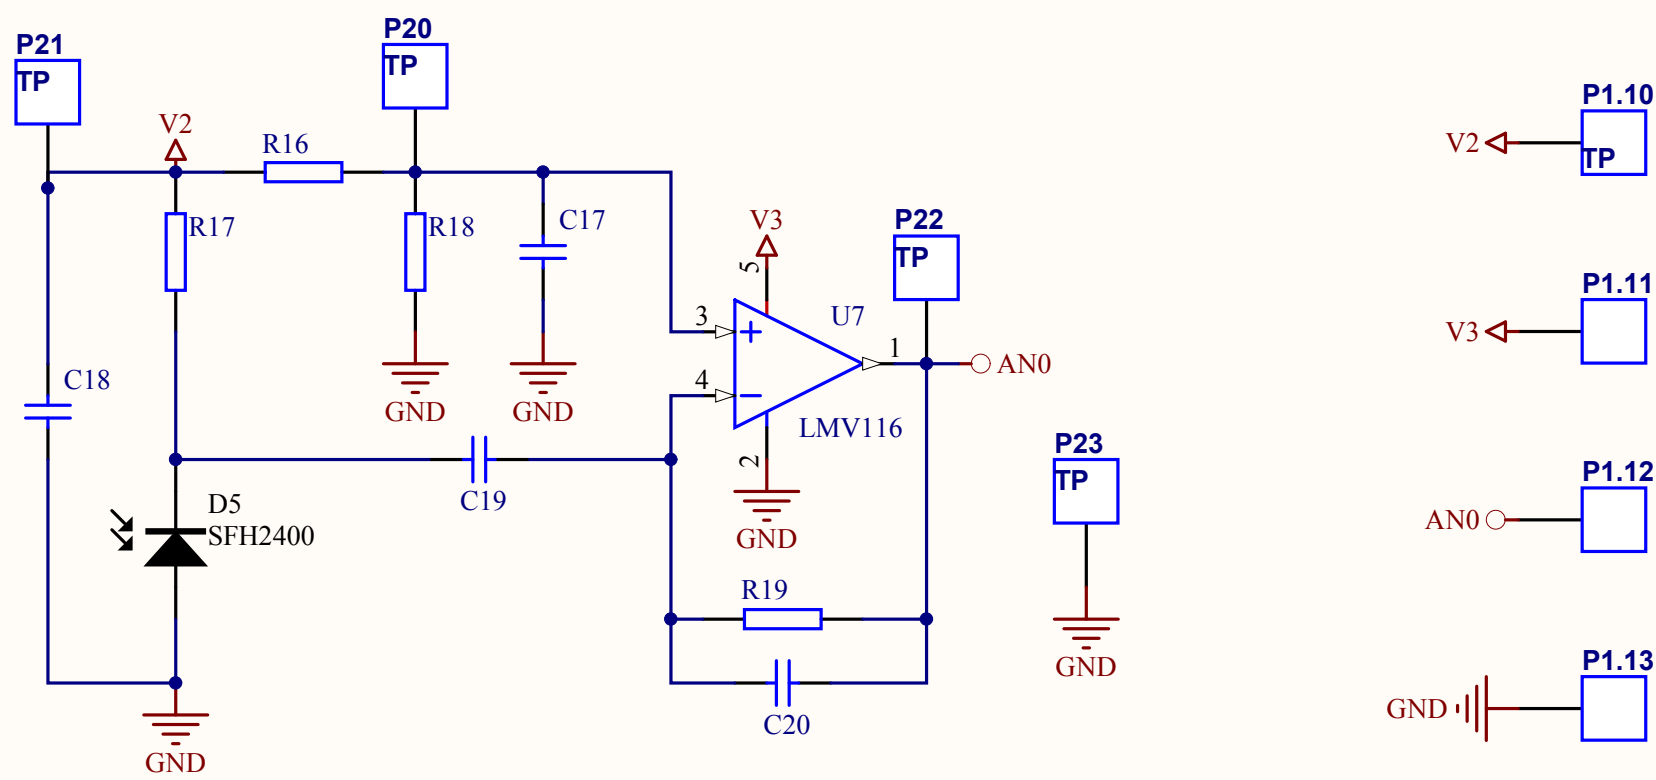 P21
TP
P20
TP
V2
R16
R17
R18
C17
V3
5
P22
TP
3
U7
1
AN0
4
LMV116
2
GND
GND
GND
C18
C19
D5
SFH2400
R19
C20
GND
P23
TP
GND
P1.10
V2
TP
P1.11
V3
P1.12
AN0
P1.13
GND